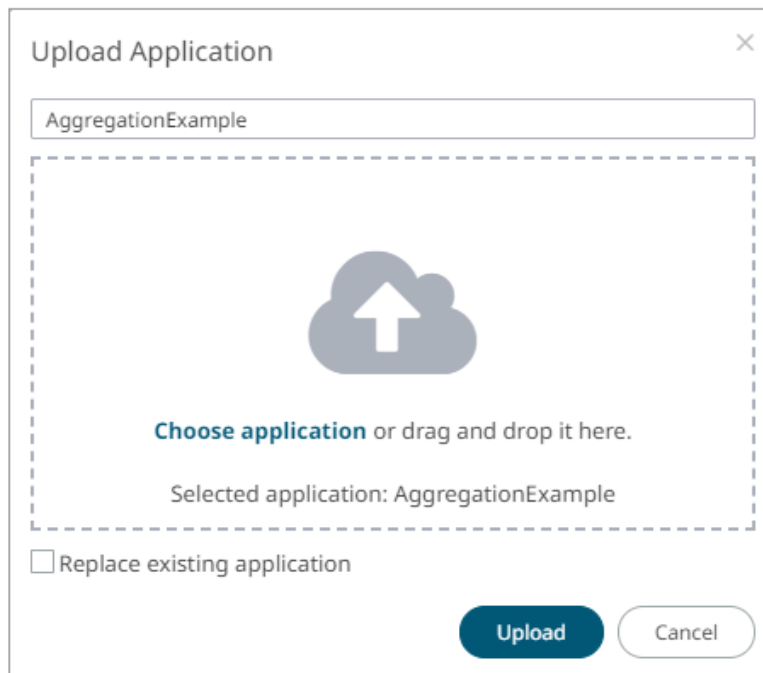 Upload Application
AggregationExample
Choose application or drag and drop it here.
Selected application: AggregationExample
Replace existing application
Upload
Cancel